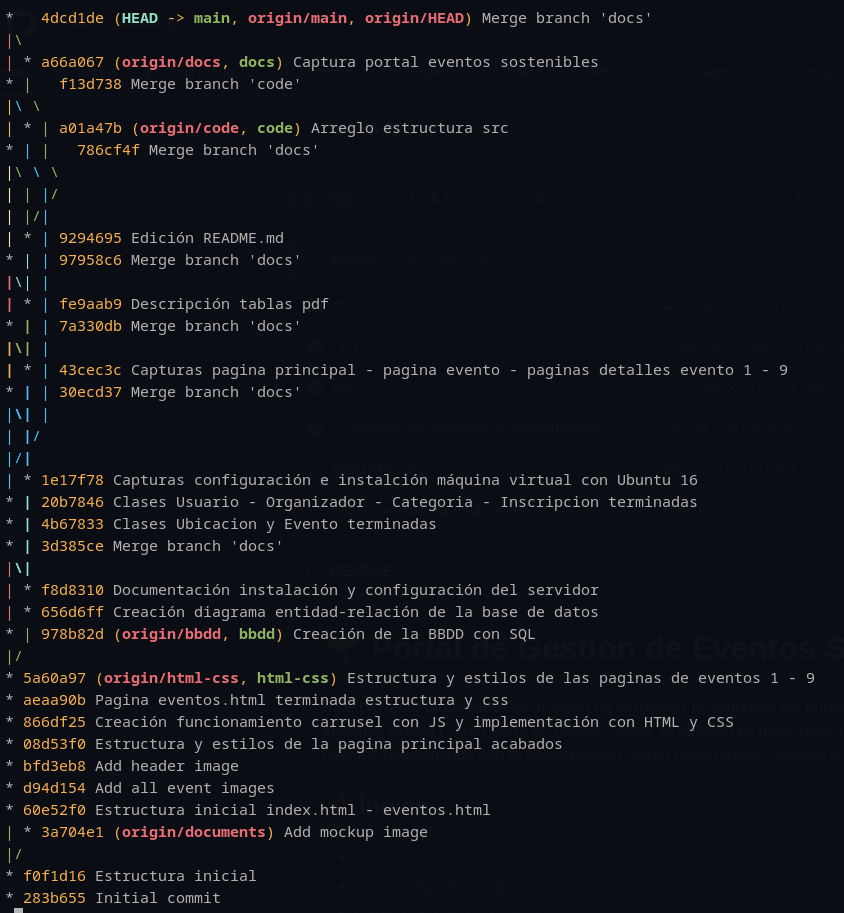 *   4dcd1de (HEAD -> main, origin/main, origin/HEAD) Merge branch 'docs'
|\
| * a66a067 (origin/docs, docs) Captura portal eventos sostenibles
* |   f13d738 Merge branch 'code'
|\ \
| * | a01a47b (origin/code, code) Arreglo estructura src
* | |   786cf4f Merge branch 'docs'
|\ \ \
| | |/
| |/|
| * | 9294695 Edición README.md
* | | 97958c6 Merge branch 'docs'
|\| |
| * | fe9aab9 Descripción tablas pdf
* | | 7a330db Merge branch 'docs'
|\| |
| * | 43cec3c Capturas pagina principal - pagina evento - paginas detalles evento 1 - 9
* | | 30ecd37 Merge branch 'docs'
|\| |
| |/
|/|
| * 1e17f78 Capturas configuración e instalción máquina virtual con Ubuntu 16
* | 20b7846 Clases Usuario - Organizador - Categoria - Inscripcion terminadas
* | 4b67833 Clases Ubicacion y Evento terminadas
* | 3d385ce Merge branch 'docs'
|\|
| * f8d8310 Documentación instalación y configuración del servidor
| * 656d6ff Creación diagrama entidad-relación de la base de datos
* | 978b82d (origin/bbdd, bbdd) Creación de la BBDD con SQL
|/
* 5a60a97 (origin/html-css, html-css) Estructura y estilos de las paginas de eventos 1 - 9
* aeaa90b Pagina eventos.html terminada estructura y css
* 866df25 Creación funcionamiento carrusel con JS y implementación con HTML y CSS
* 08d53f0 Estructura y estilos de la pagina principal acabados
* bfd3eb8 Add header image
* d94d154 Add all event images
* 60e52f0 Estructura inicial index.html - eventos.html
| * 3a704e1 (origin/documents) Add mockup image
|/
* f0f1d16 Estructura inicial
* 283b655 Initial commit
README
Portal de Gestión de Eventos S